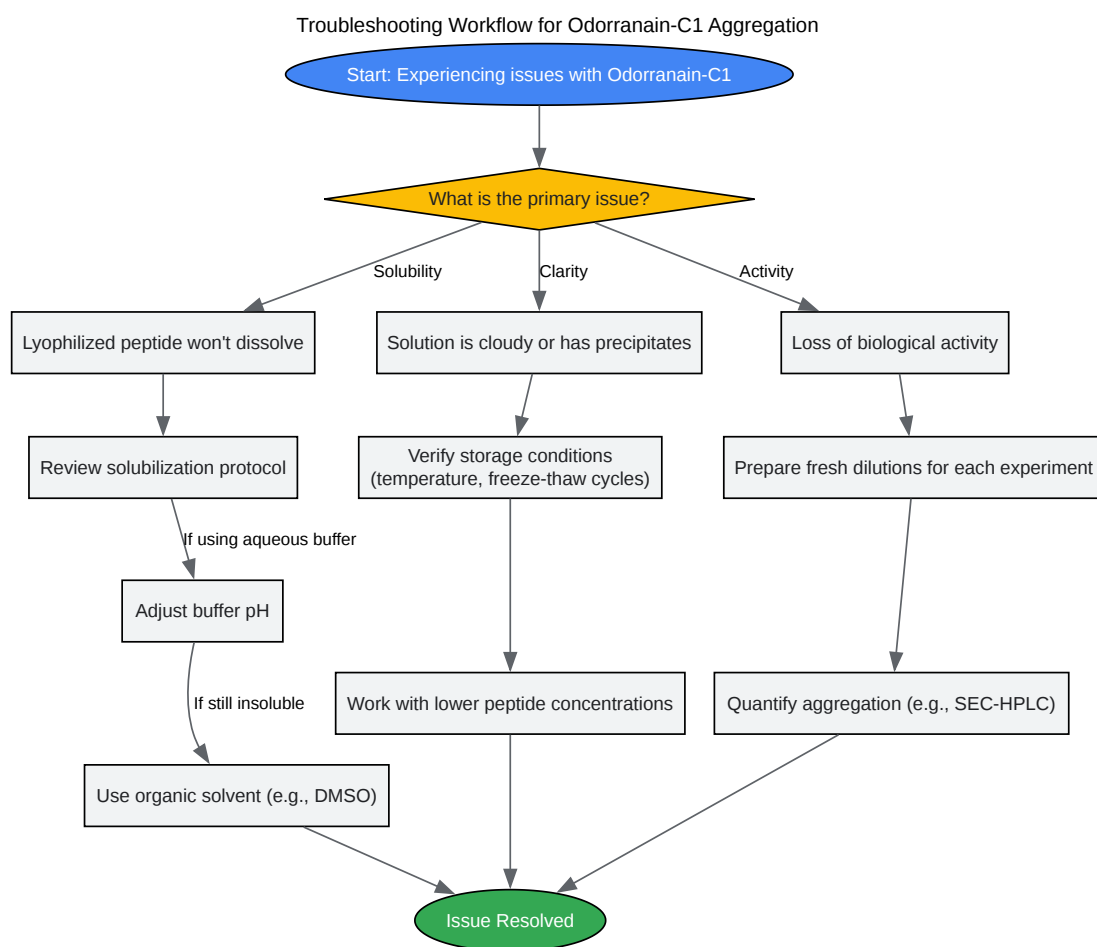 Troubleshooting Workflow for Odorranain-C1 Aggregation
Start: Experiencing issues with Odorranain-C1
What is the primary issue?
Solubility
Clarity
Activity
Lyophilized peptide won't dissolve
Solution is cloudy or has precipitates
Loss of biological activity
Review solubilization protocol
Verify storage conditions
(temperature, freeze-thaw cycles)
Prepare fresh dilutions for each experiment
If using aqueous buffer
Adjust buffer pH
If still insoluble
Work with lower peptide concentrations
Quantify aggregation (e.g., SEC-HPLC)
Use organic solvent (e.g., DMSO)
Issue Resolved